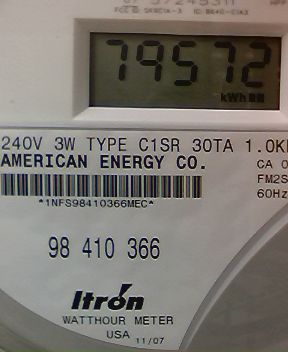 79572
kWh
240V 3W TYPE C1SR 30TA 1.0K
AMERICAN ENERGY CO.
CA 0
FM2S
60Hz
*1NFS98410366MEC*
98 410 366
Itron
WATTHOUR METER
USA 11/07